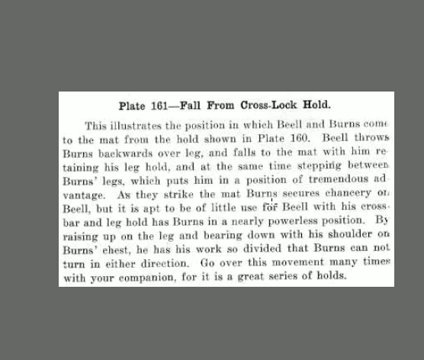 Plate 161—Fall From Cross-Lock Hold.
This illustrates the position in which Beell and Burns come
to the mat from the hold shown in Plate 160. Beell throws
Burns backwards over leg, and falls to the mat with him re-
taining his leg hold, and at the same time stepping between
Burns' legs, which puts him in a position of tremendous ad-
vantage. As they strike the mat Burns secures chancery on
Beell, but it is apt to be of little use for Beell with his cross-
bar and leg hold has Burns in a nearly powerless position. By
raising up on the leg and bearing down with his shoulder on
Burns' chest, he has his work so divided that Burns can not
turn in either direction. Go over this movement many times
with your companion, for it is a great series of holds.